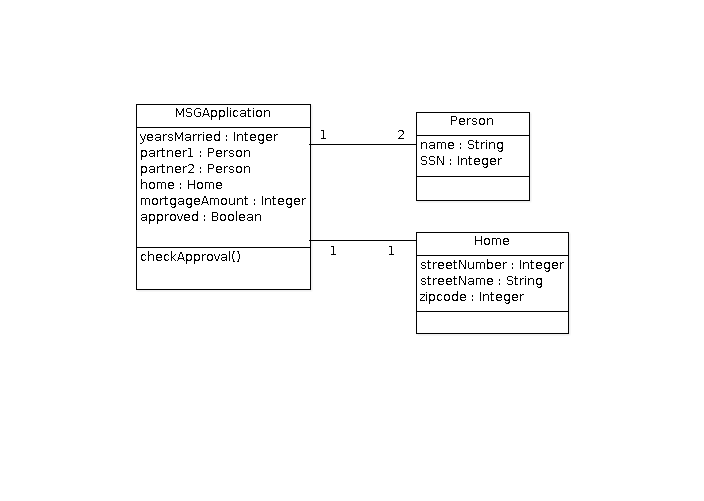 MSGApplication
yearsMarried : Integer
partner1 : Person
partner2 : Person
home : Home
mortgageAmount : Integer
approved : Boolean
checkApproval()
1
2
Person
name : String
SSN : Integer
1
1
Home
streetNumber : Integer
streetName : String
zipcode : Integer